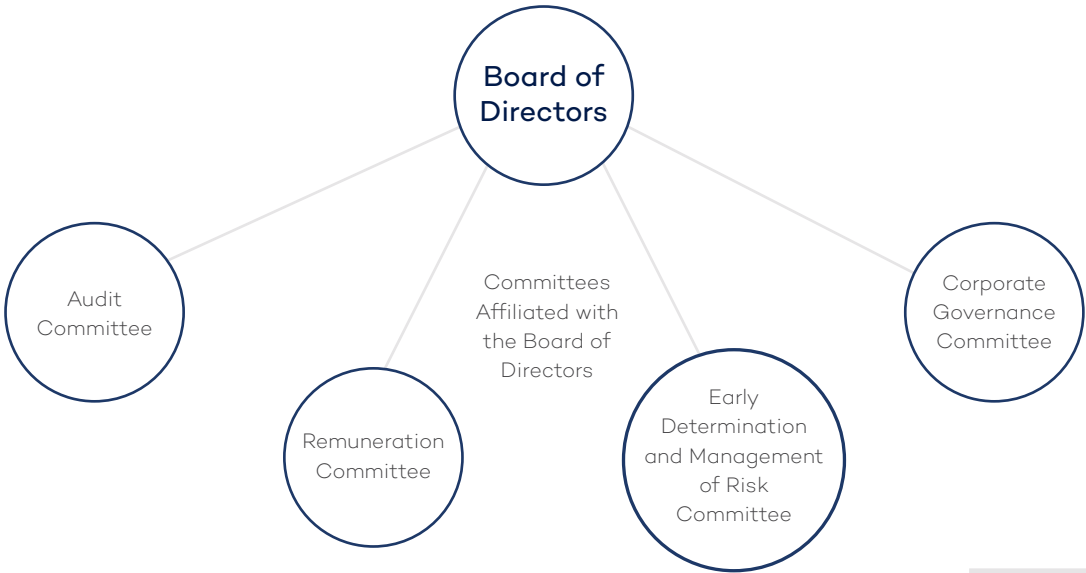 Board of
Directors
Committees
Affiliated with
the Board of
Directors
Audit
Committee
Remuneration
Committee
Early
Determination
and Management
of Risk
Committee
Corporate
Governance
Committee